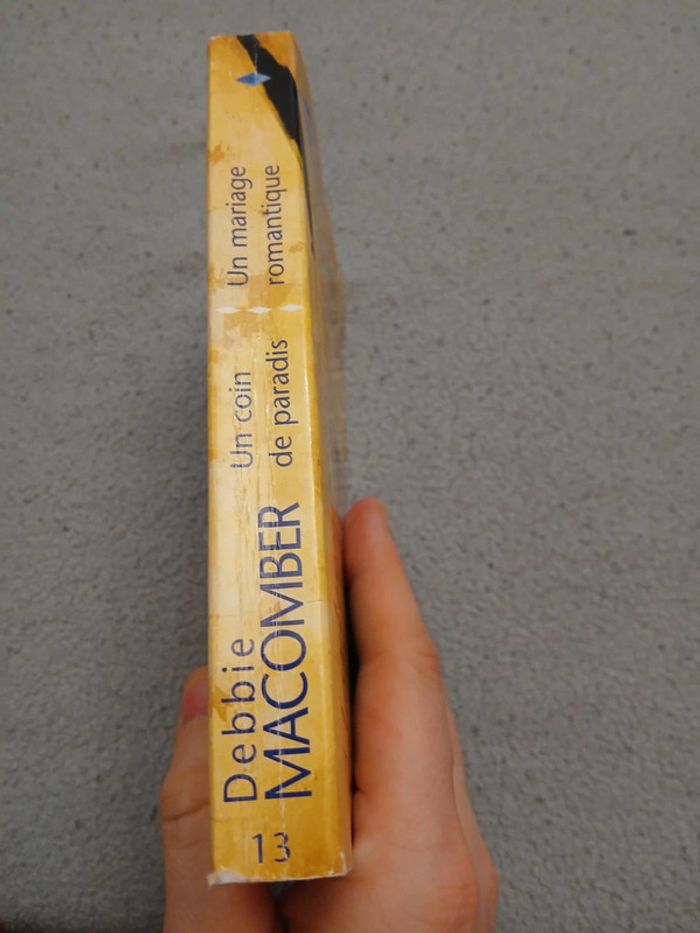 13
Debbie
MACOMBER
Un coin
de paradis
Un mariage
romantique